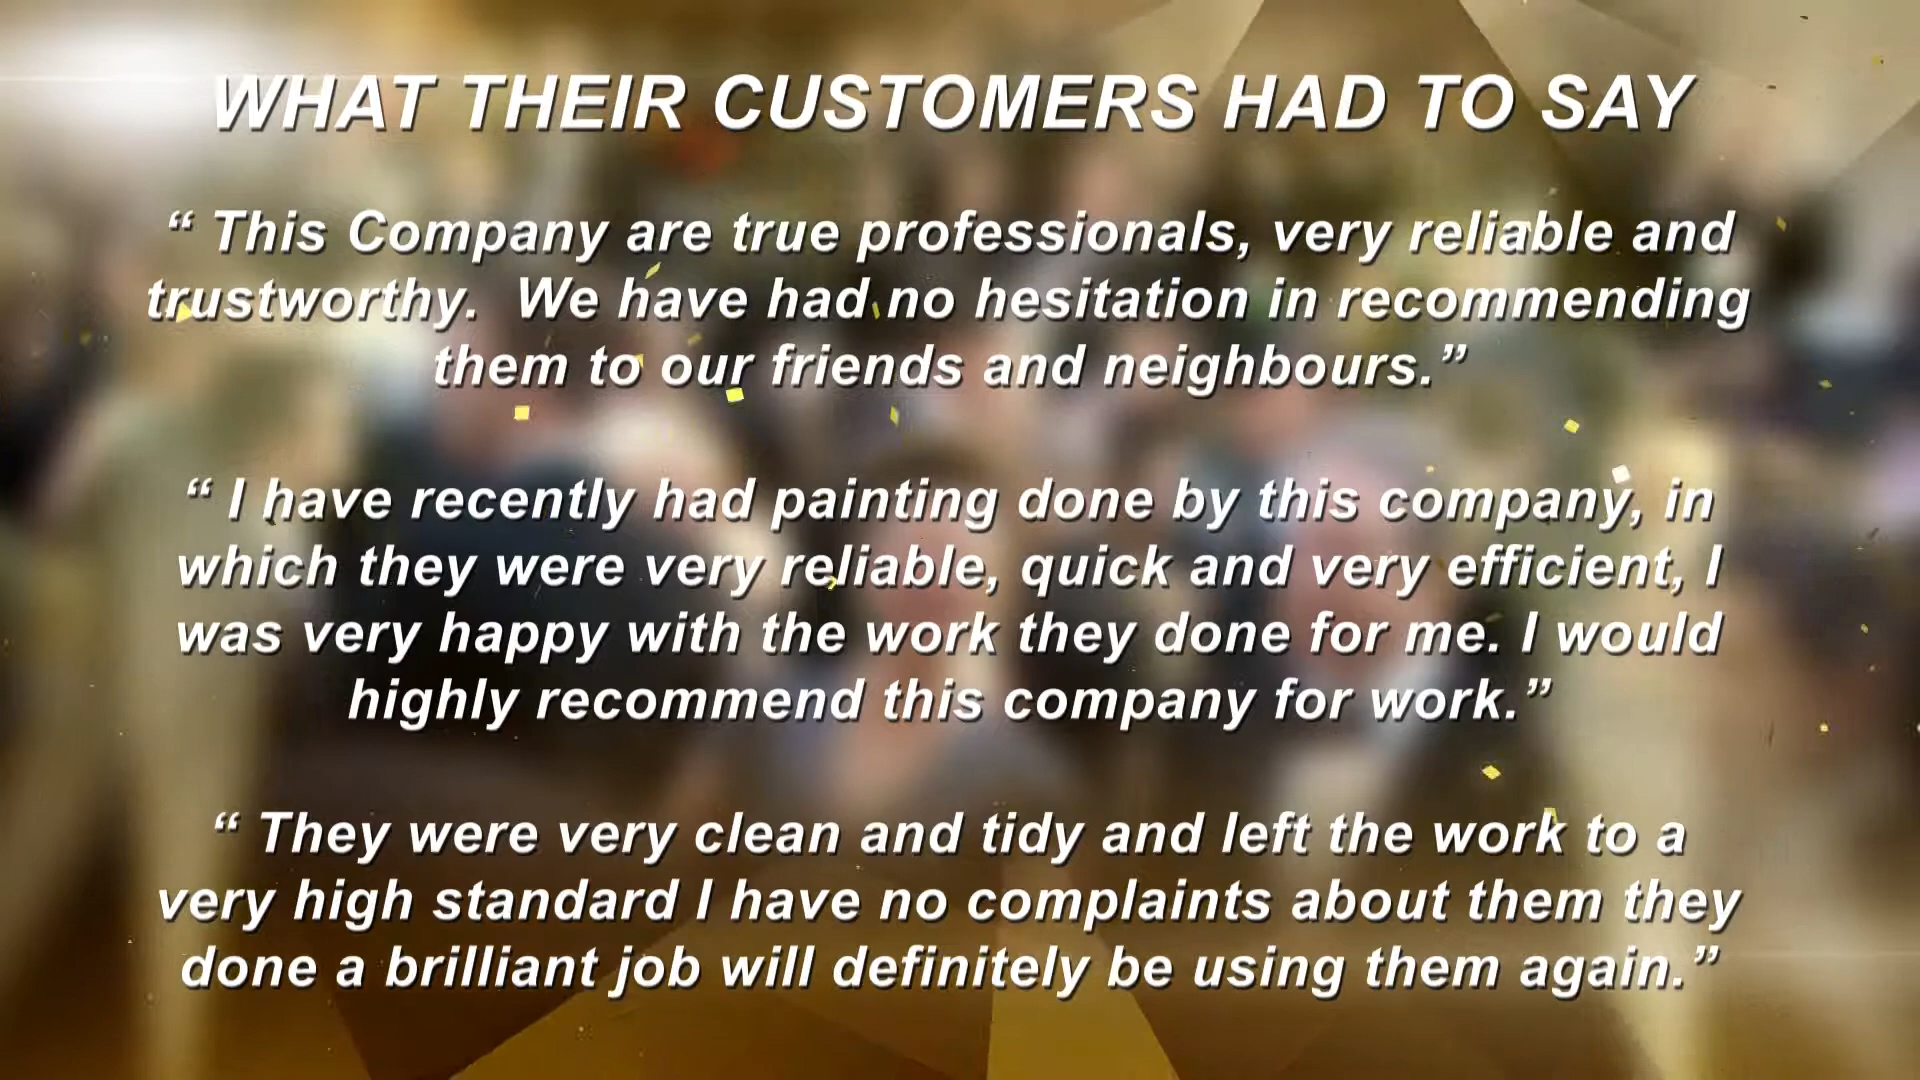 WHAT THEIR CUSTOMERS HAD TO SAY
“ This Company are true professionals, very reliable and
trustworthy.  We have had no hesitation in recommending
them to our friends and neighbours.”
“ I have recently had painting done by this company, in
which they were very reliable, quick and very efficient, I
was very happy with the work they done for me. I would
highly recommend this company for work.”
“ They were very clean and tidy and left the work to a
very high standard I have no complaints about them they
done a brilliant job will definitely be using them again.”